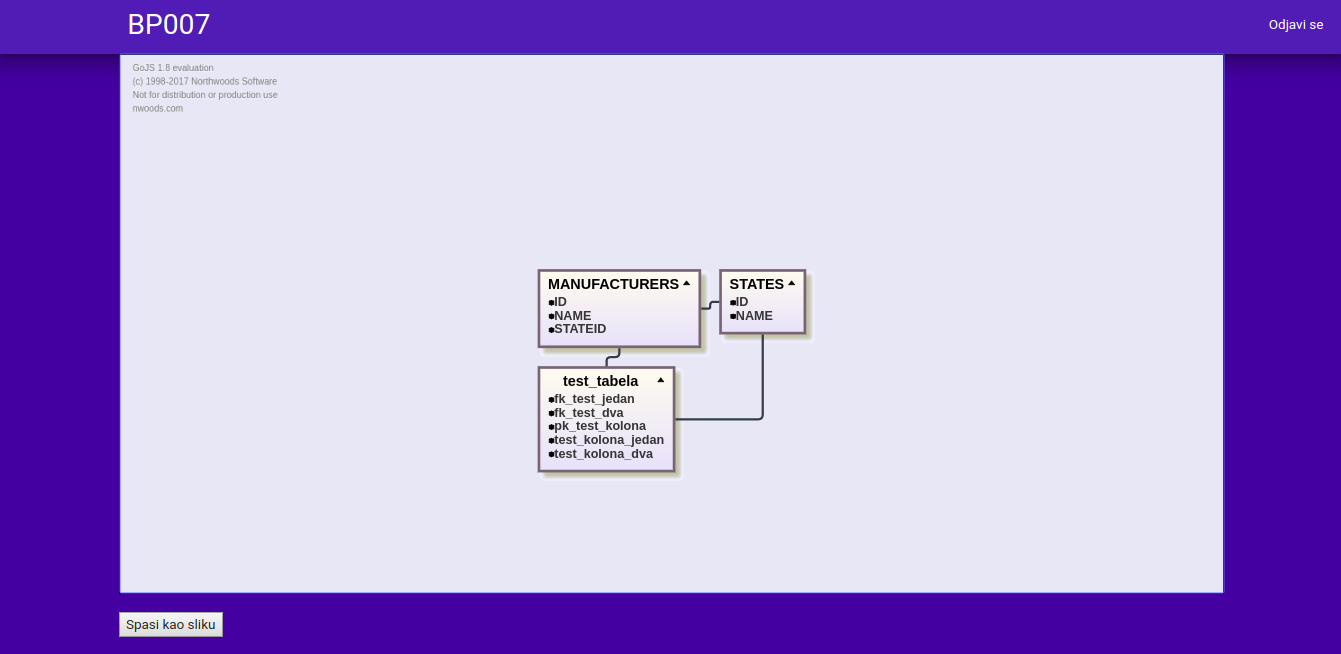 BP007
Odjavi se
GoJS 1.8 evaluation
(c) 1998-2017 Northwoods Software
Not for distribution or production use
nwoods.com
MANUFACTURERS
ID
NAME
STATEID
STATES
ID
NAME
test_tabela
fk_test_jedan
fk_test_dva
pk_test_kolona
test_kolona_jedan
test_kolona_dva
Spasi kao sliku